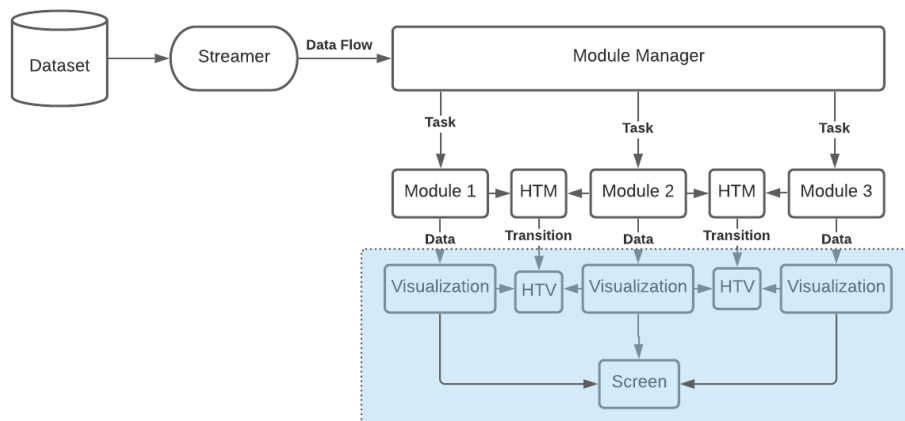 Dataset
Streamer
Data Flow
Module Manager
Task
Task
Task
Module 1
HTM
Module 2
HTM
Module 3
Data
Transition
Data
Transition
Data
Visualization
HTV
Visualization
HTV
Visualization
Screen